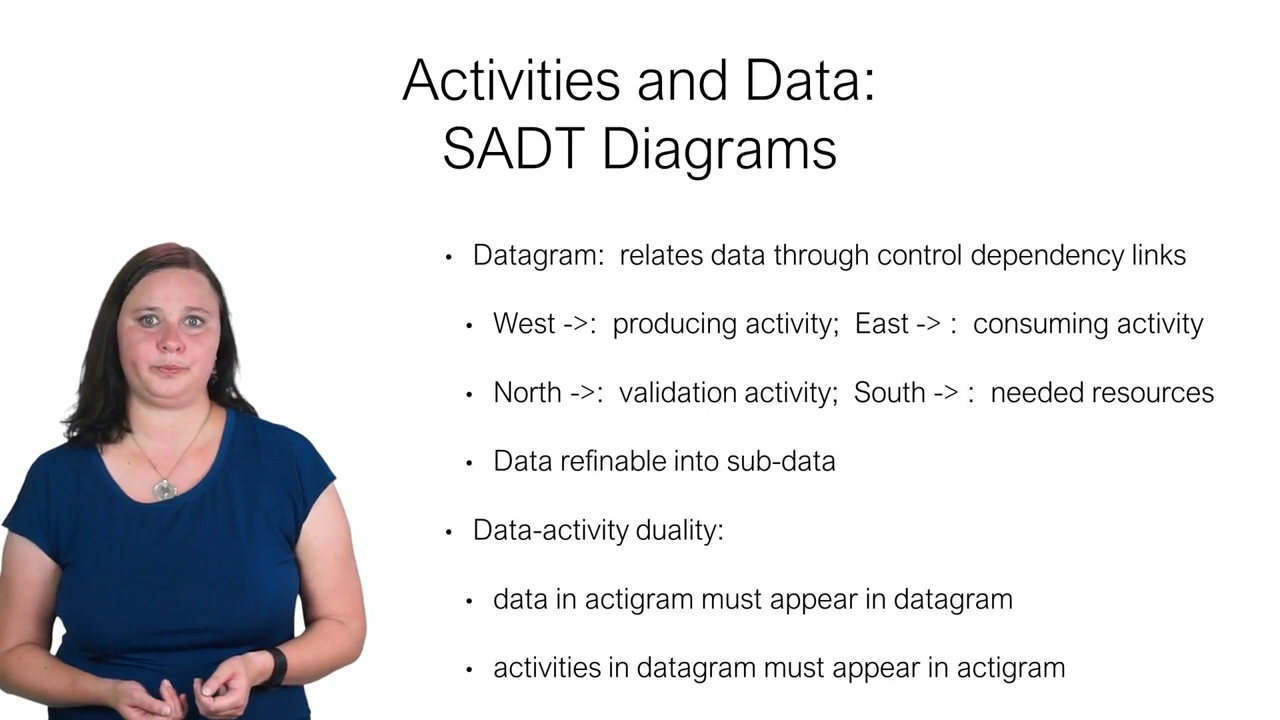 Activities and Data:
SADT Diagrams
• Datagram: relates data through control dependency links
• West ->: producing activity; East -> : consuming activity
• North ->: validation activity; South -> : needed resources
• Data refinable into sub-data
• Data-activity duality:
• data in actigram must appear in datagram
• activities in datagram must appear in actigram